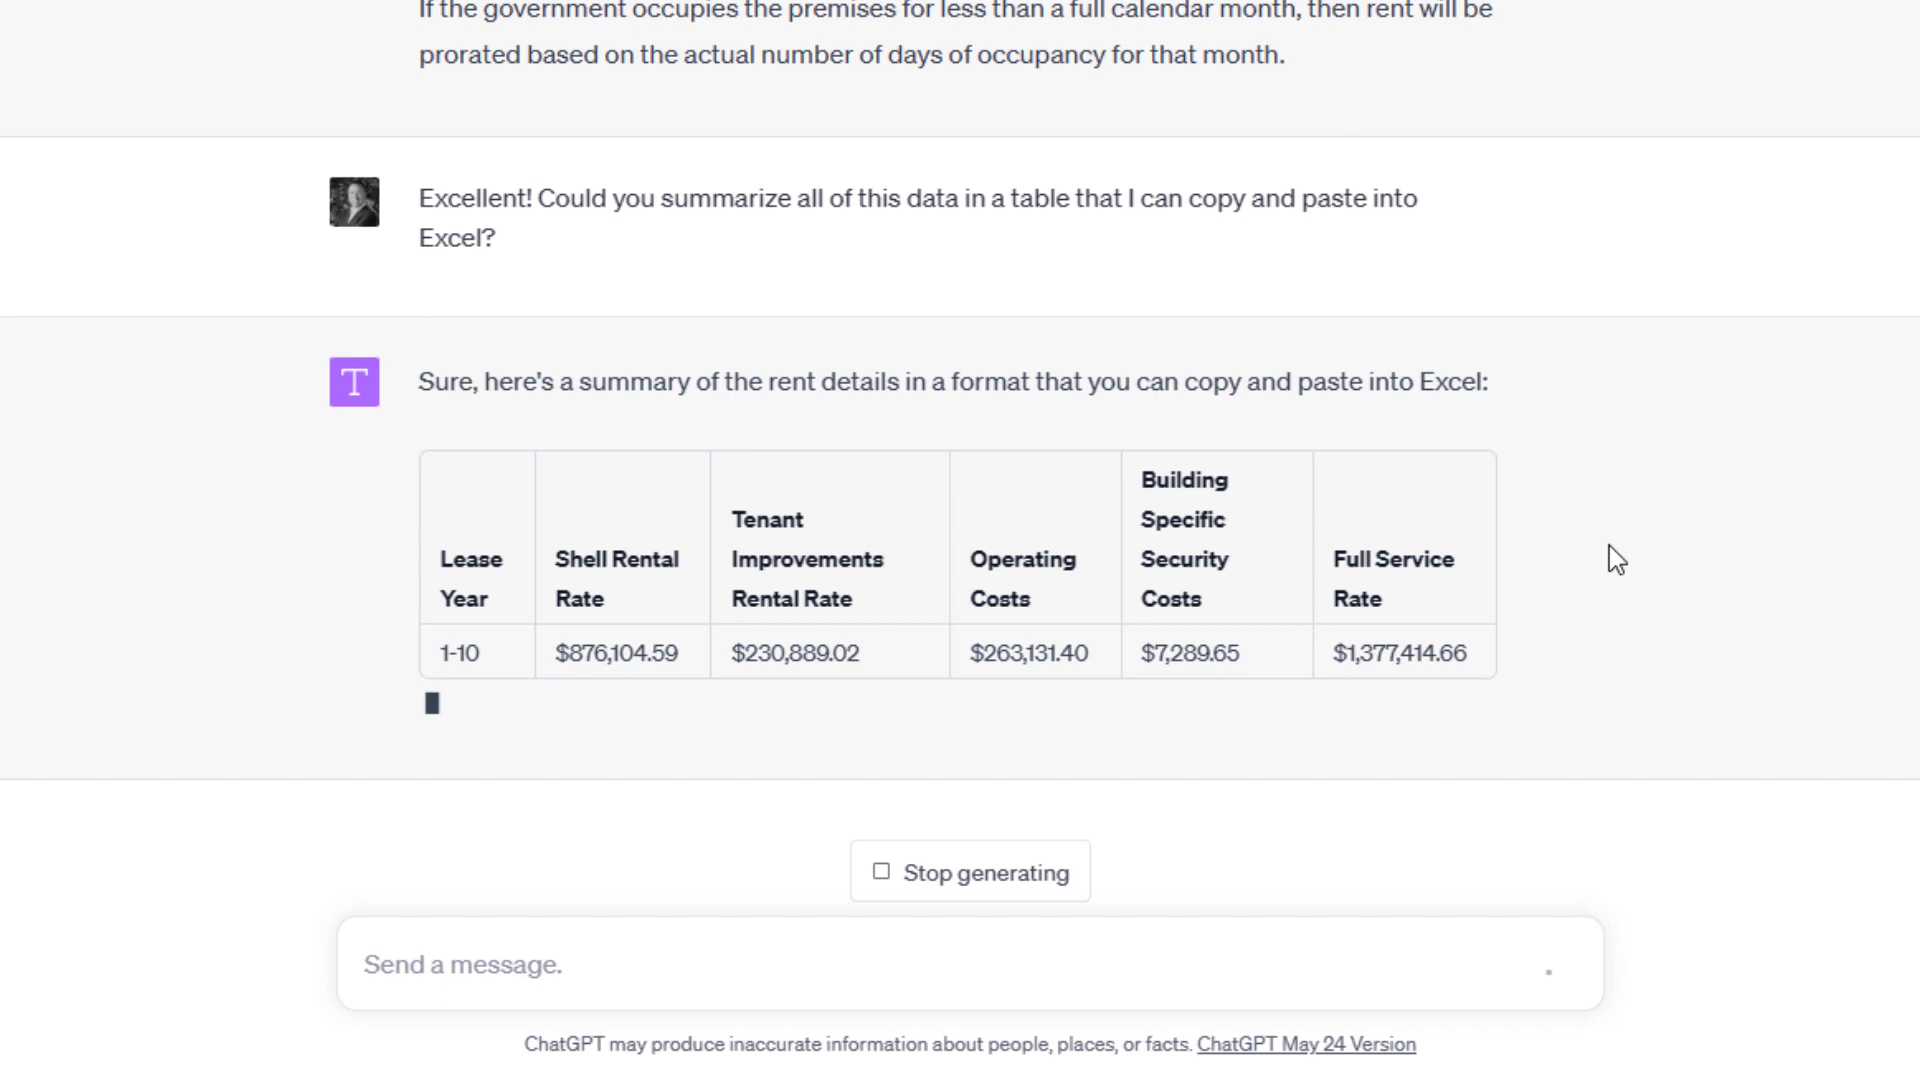 If the government occupies the premises for less than a full calendar month, then rent will be
prorated based on the actual number of days of occupancy for that month.
Excellent! Could you summarize all of this data in a table that I can copy and paste into
Excel?
T
Sure, here's a summary of the rent details in a format that you can copy and paste into Excel:
Lease
Year
Shell Rental
Rate
Tenant
Improvements
Rental Rate
Operating
Costs
Building
Specific
Security
Costs
Full Service
Rate
1-10
$876,104.59
$230,889.02
$263,131.40
$7,289.65
$1,377,414.66
Stop generating
Send a message.
ChatGPT may produce inaccurate information about people, places, or facts. ChatGPT May 24 Version